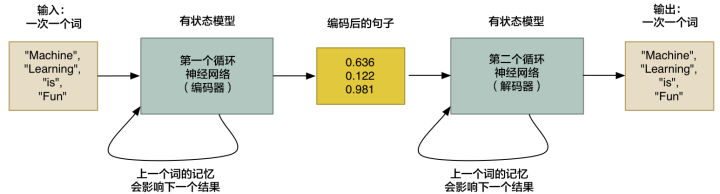 输入：
一次一个词
"Machine",
"Learning",
"is",
"Fun"
有状态模型
第一个循环
神经网络
（编码器）
上一个词的记忆
会影响下一个结果
编码后的句子
0.636
0.122
0.981
有状态模型
第二个循环
神经网络
（解码器）
上一个词的记忆
会影响下一个结果
输出：
一次一个词
"Machine",
"Learning",
"is",
"Fun"